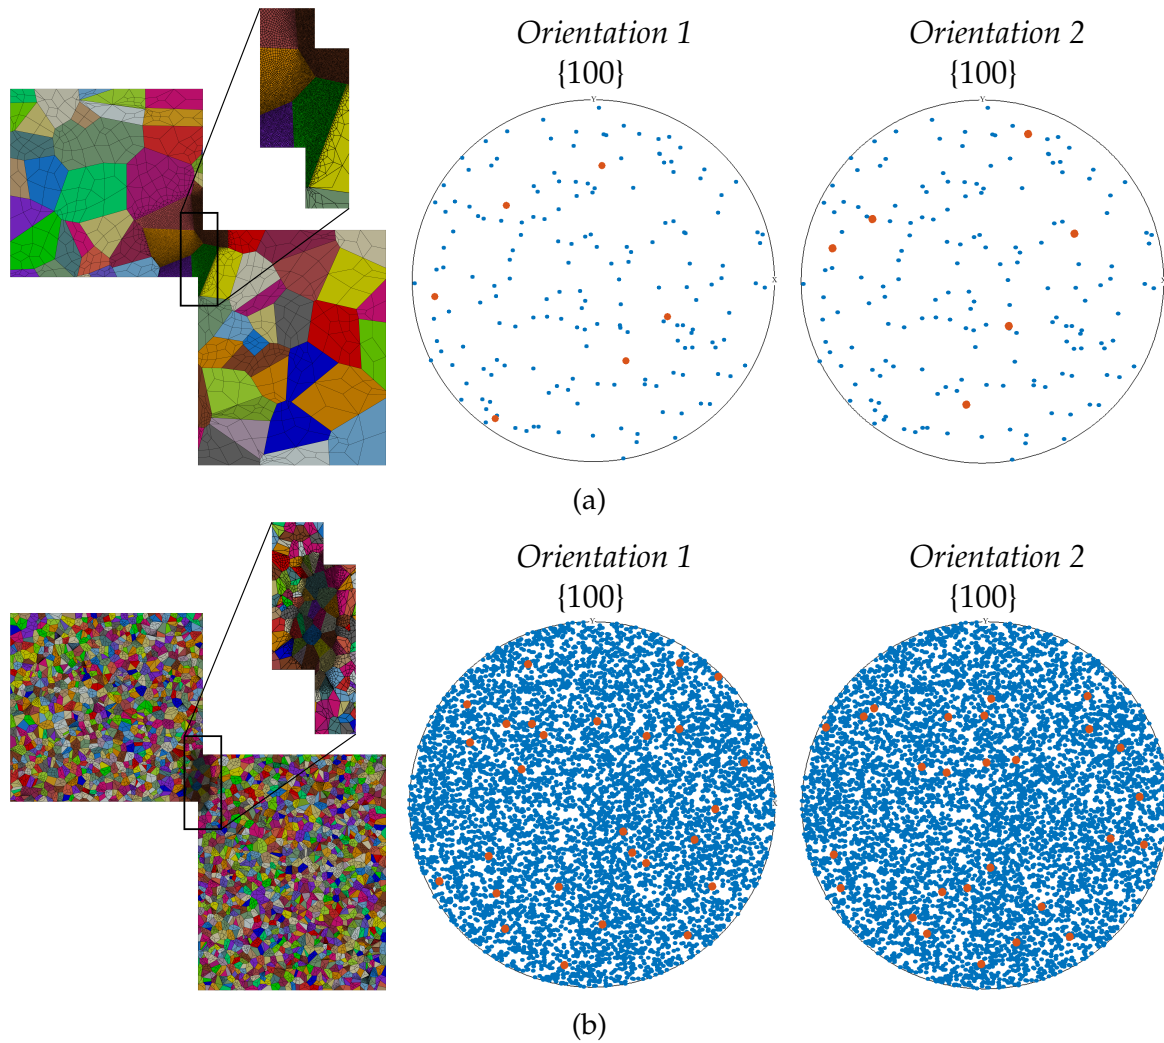 Orientation 1
{100}
Y
X
Orientation 2
{100}
Y
X
(a)
Orientation 1
{100}
Y
X
Orientation 2
{100}
Y
X
(b)